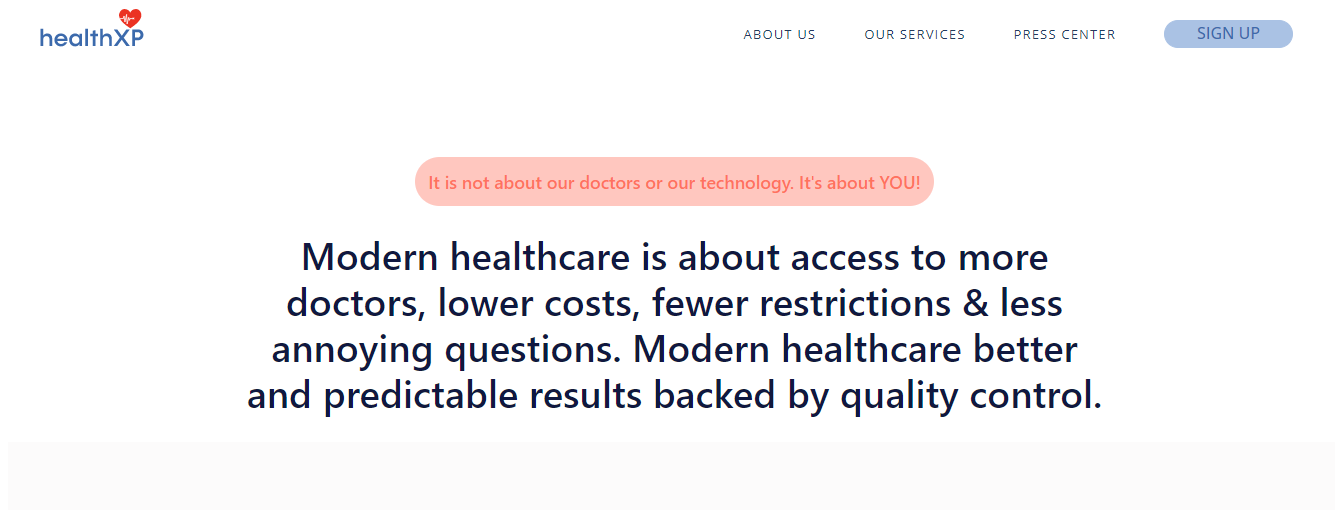 healthXP
ABOUT US
OUR SERVICES
PRESS CENTER
SIGN UP
It is not about our doctors or our technology. It's about YOU!
Modern healthcare is about access to more
doctors, lower costs, fewer restrictions & less
annoying questions. Modern healthcare better
and predictable results backed by quality control.